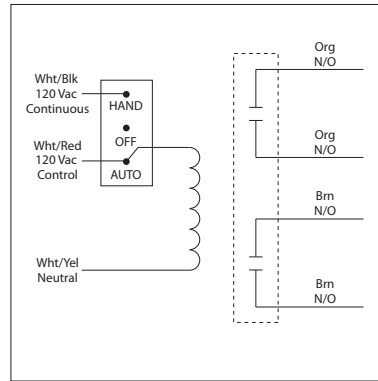 Wht/Blk
120 Vac
Continuous
HAND
OFF
Wht/Red
120 Vac
Control
AUTO
Wht/Yel
Neutral
Org
N/O
Org
N/O
Brn
N/O
Brn
N/O